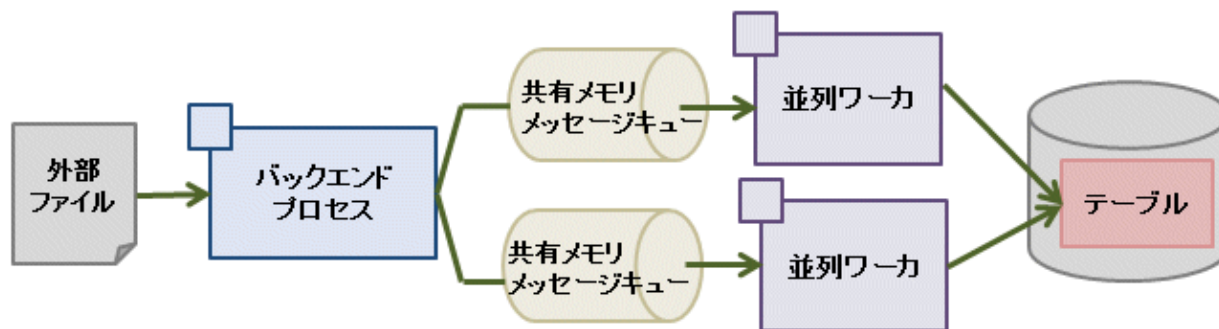 外部
ファイル
バックエンド
プロセス
共有メモリ
メッセージキュー
並列ワーカ
共有メモリ
メッセージキュー
並列ワーカ
テーブル